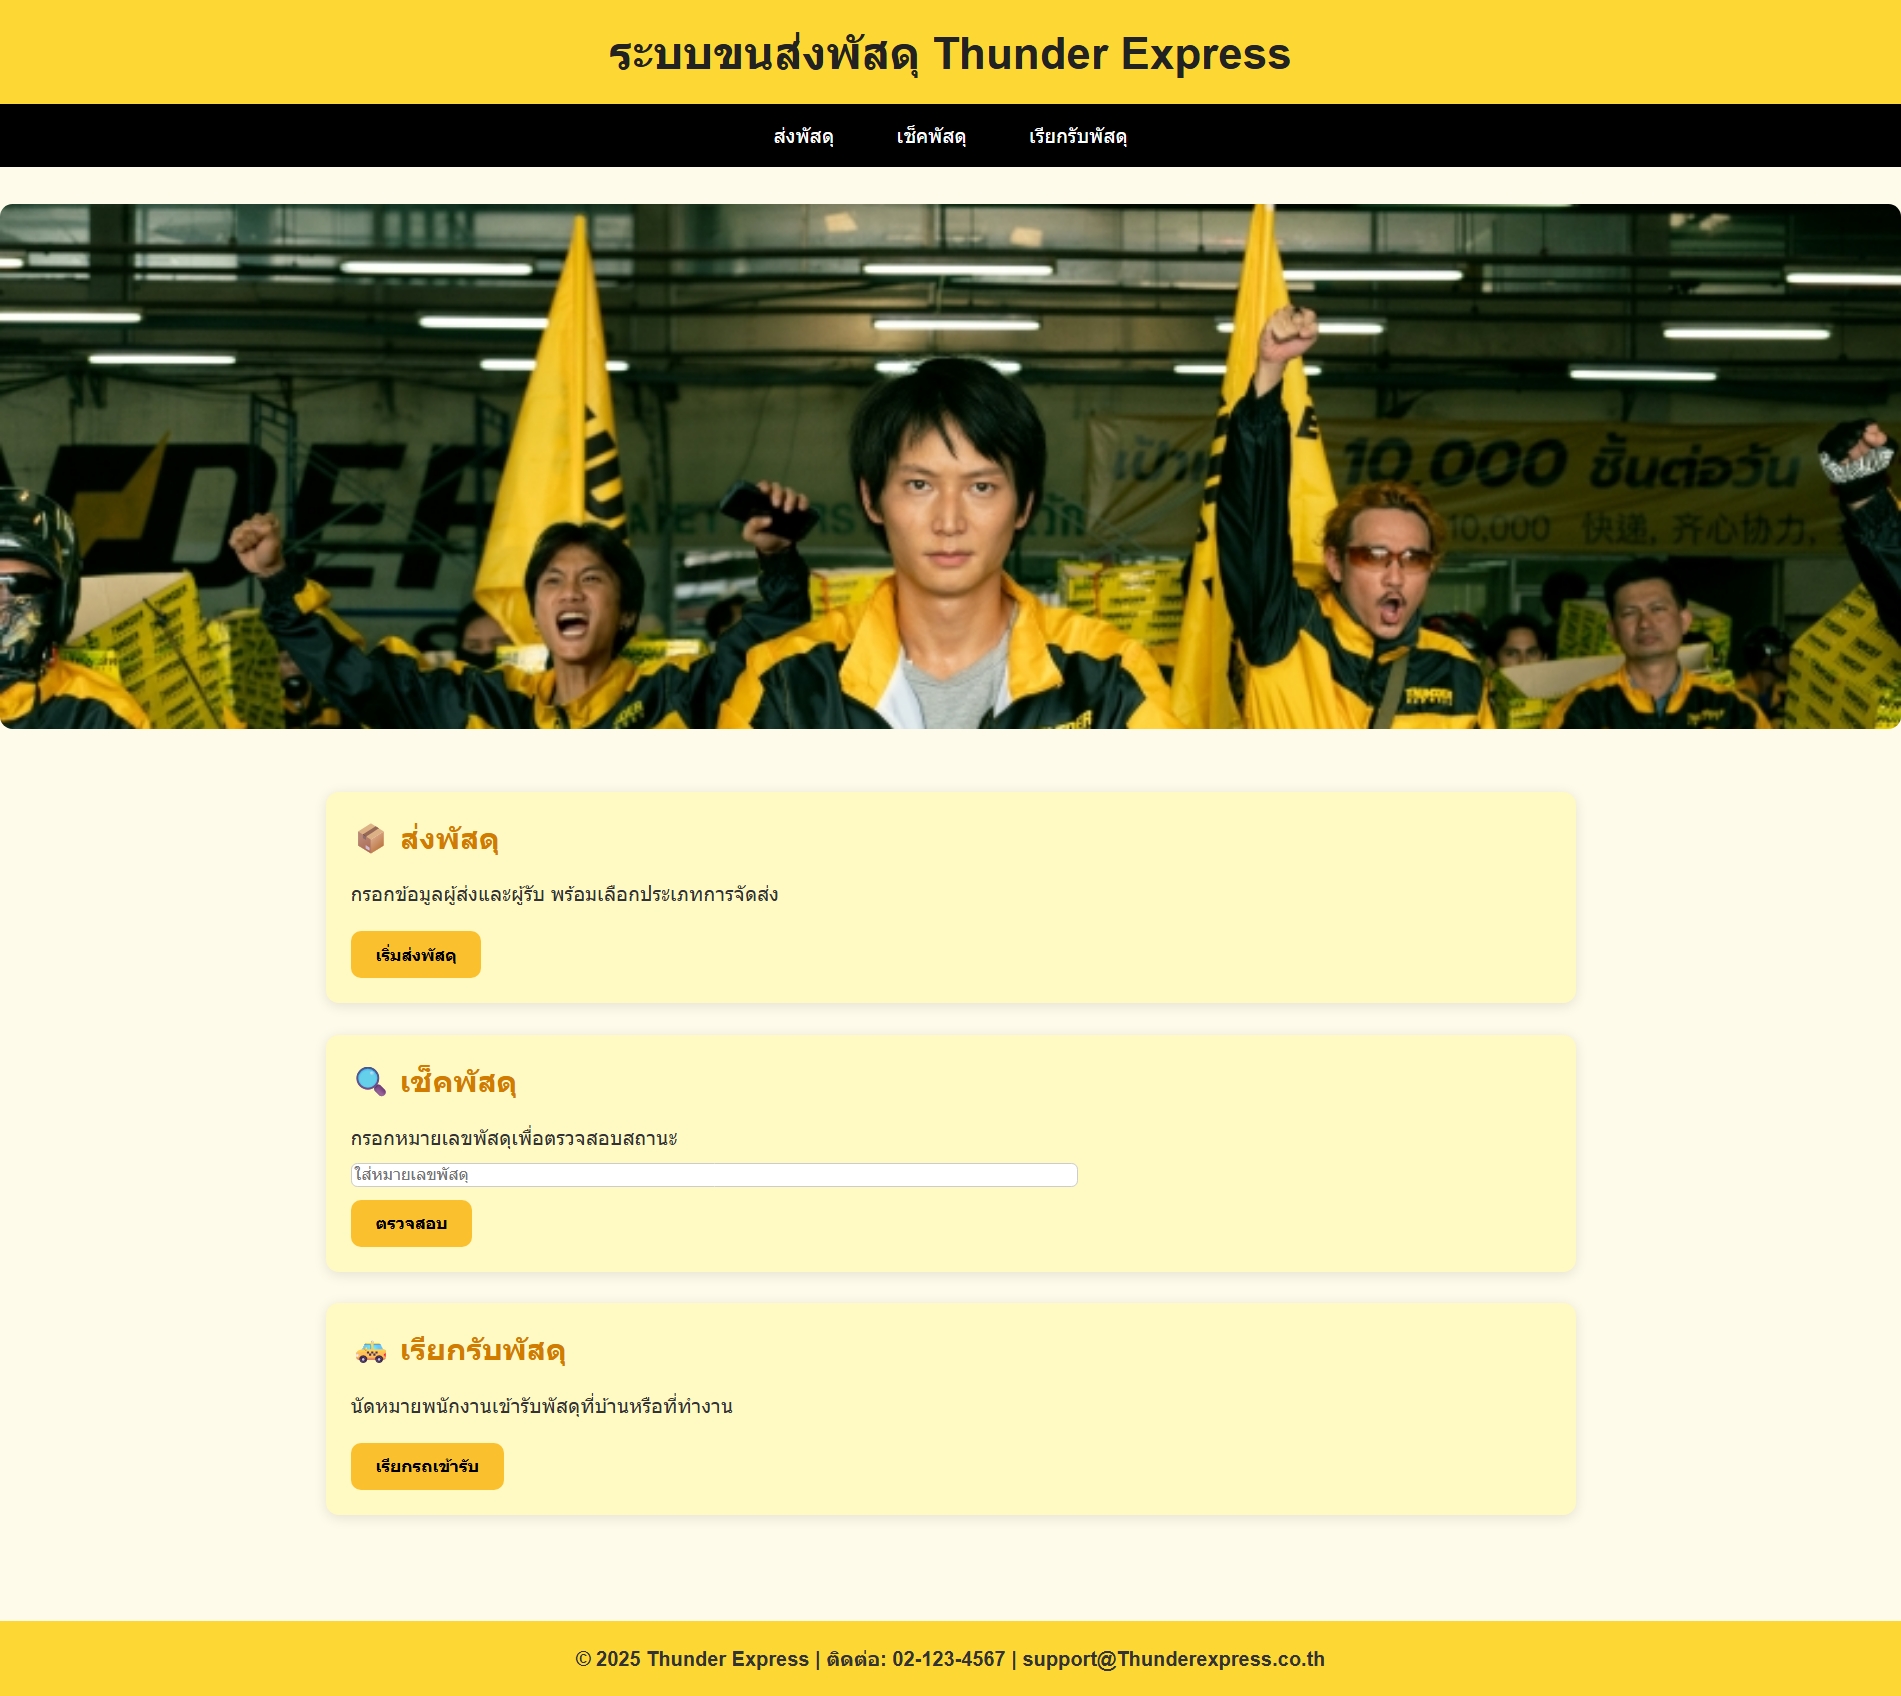 ระบบขนส่งพัสดุ Thunder Express
ส่งพัสดุ เช็คพัสดุ เรียกรับพัสดุ
10,000 ชิ้นต่อวัน
10,000 快递, 齐心协力,
THUNDER
ส่งพัสดุ
กรอกข้อมูลผู้ส่งและผู้รับ พร้อมเลือกประเภทการจัดส่ง
เริ่มส่งพัสดุ
เช็คพัสดุ
กรอกหมายเลขพัสดุเพื่อตรวจสอบสถานะ
ใส่หมายเลขพัสดุ
ตรวจสอบ
เรียกรับพัสดุ
นัดหมายพนักงานเข้ารับพัสดุที่บ้านหรือที่ทำงาน
เรียกรถเข้ารับ
© 2025 Thunder Express | ติดต่อ: 02-123-4567 | support@Thunderexpress.co.th